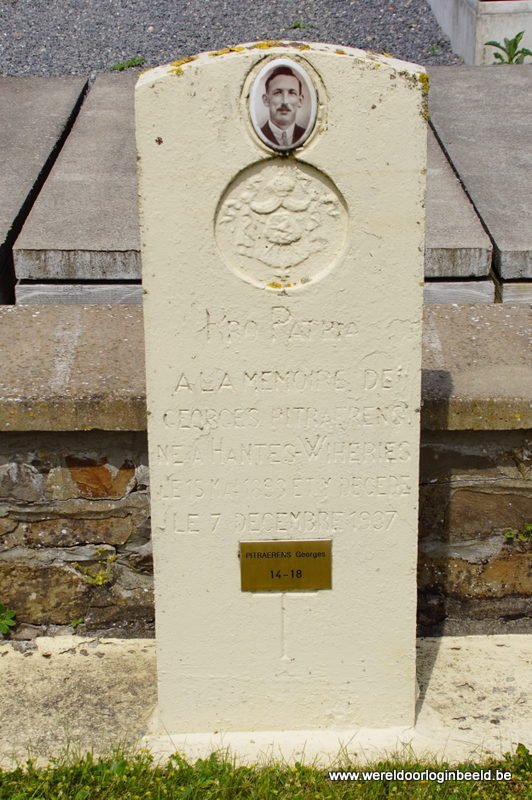 PRO PATRIA
A LA MEMOIRE DE
GEORGES PITRAERENS
NE A HANTES-WIHERIES
LE 15 MAI ET Y DECEDE
LE 7 DECEMBRE 1937
PITRAERENS Georges
14-18
www.wereldoorloginbeeld.be